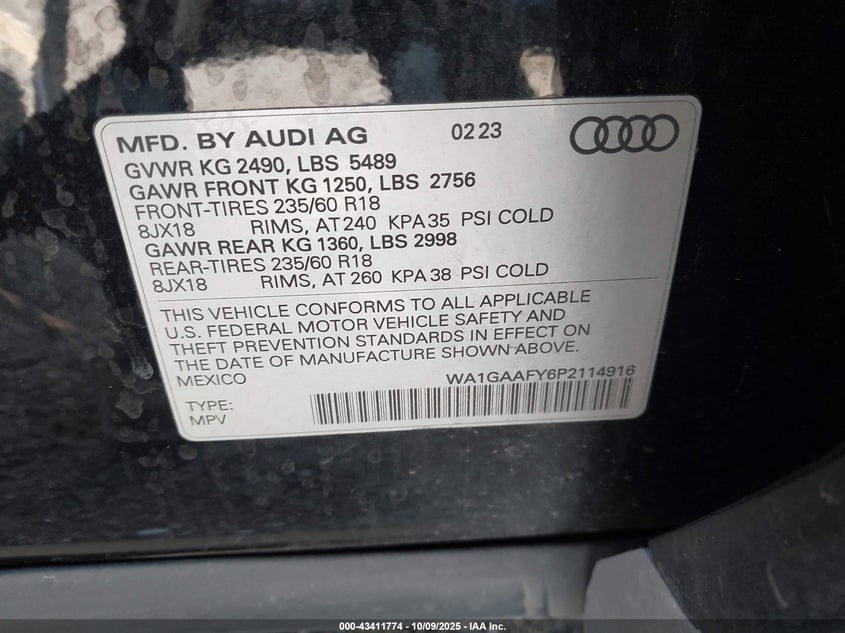 MFD. BY AUDI AG 02 23
GVWR KG 2490, LBS 5489
GAWR FRONT KG 1250, LBS 2756
FRONT-TIRES 235/60 R18
8JX18 RIMS, AT 240 KPA 35 PSI COLD
GAWR REAR KG 1360, LBS 2998
REAR-TIRES 235/60 R18
8JX18 RIMS, AT 260 KPA 38 PSI COLD
THIS VEHICLE CONFORMS TO ALL APPLICABLE
U.S. FEDERAL MOTOR VEHICLE SAFETY AND
THEFT PREVENTION STANDARDS IN EFFECT ON
THE DATE OF MANUFACTURE SHOWN ABOVE.
MEXICO WA1GAAFY6P2114916
TYPE:
MPV
000-43411774 - 10/09/2025 - IAA Inc.